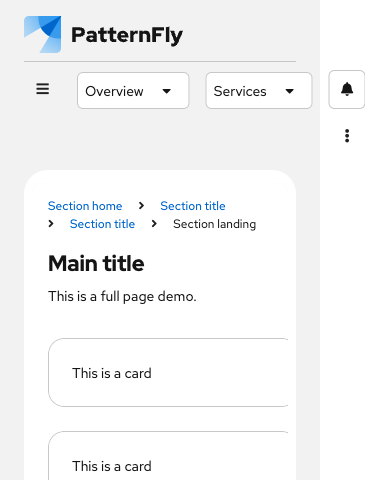 PatternFly
Overview
Services
Section home
Section title
Section title
Section landing
Main title
This is a full page demo.
This is a card
This is a card